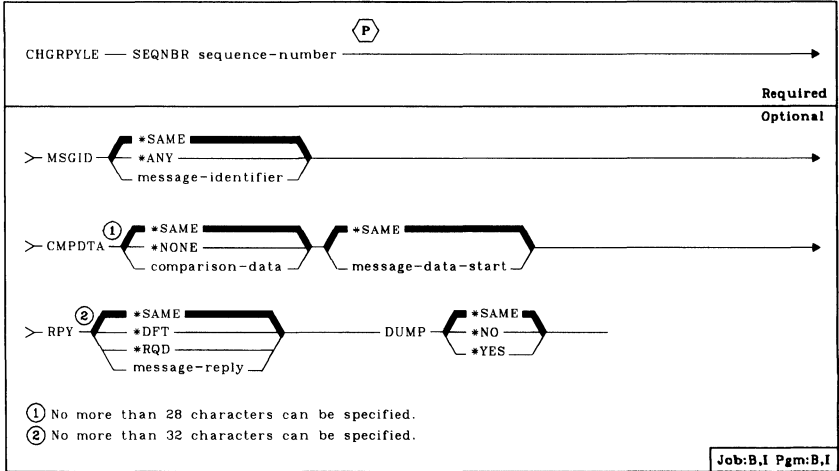 P
CHGRPYLE SEQNBR sequence-number
Required
Optional
*SAME
MSGID *ANY
message-identifier
1 *SAME *SAME
CMPDTA *NONE
comparison-data message-data-start
2 *SAME *SAME
RPY *DFT DUMP *NO
*RQD *YES
message-reply
1 No more than 28 characters can be specified.
2 No more than 32 characters can be specified.
Job:B,I Pgm:B,I